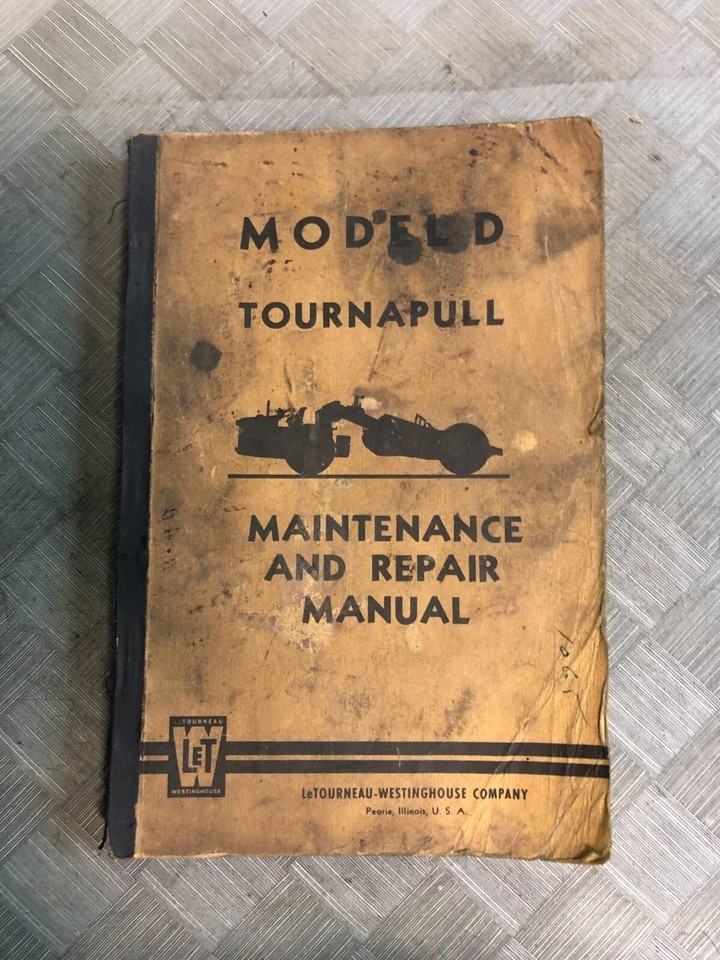 MODEL D
TOURNAPULL
MAINTENANCE
AND REPAIR
MANUAL
LETOURNEAU
LET
W
WESTINGHOUSE
LeTOURNEAU-WESTINGHOUSE COMPANY
Peoria, Illinois, U. S. A.